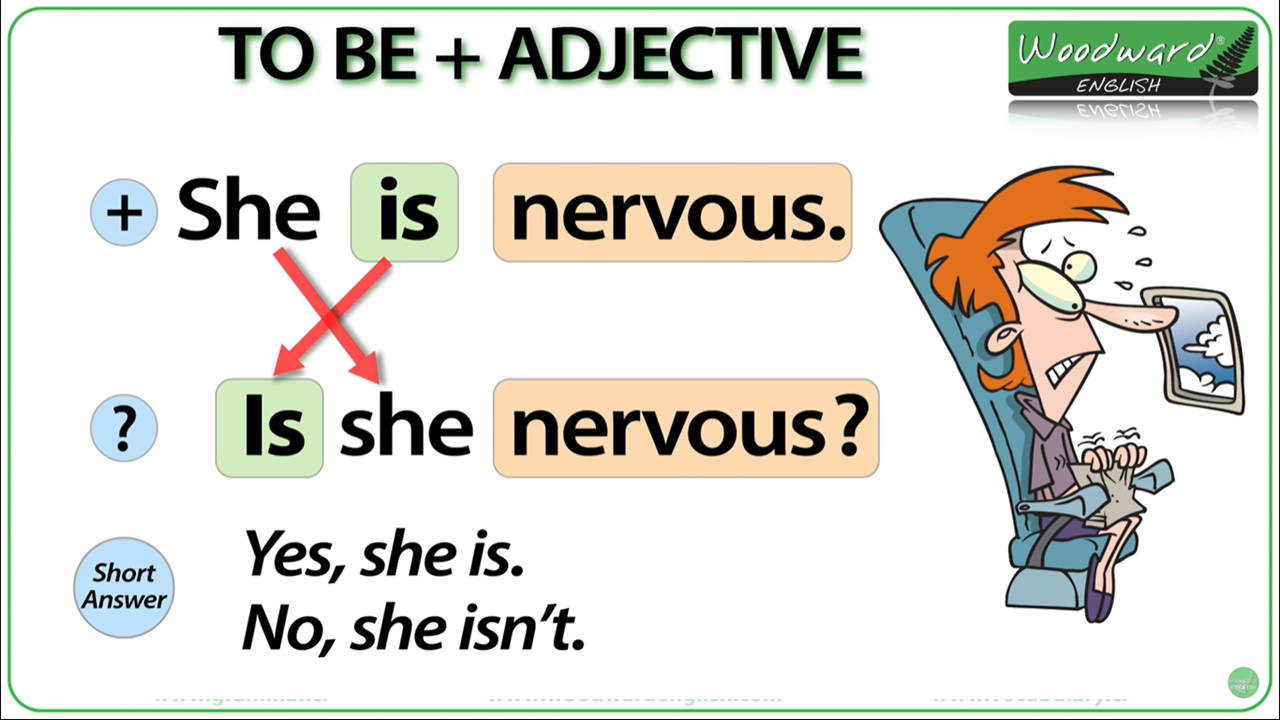 TO BE + ADJECTIVE
Woodward®
ENGLISH
+ She is nervous.
? Is she nervous?
Short
Answer
Yes, she is.
No, she isn't.